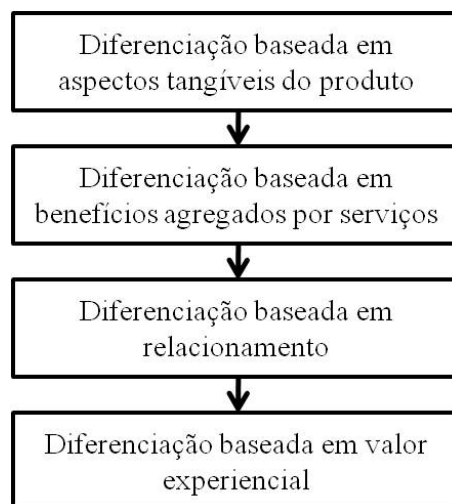 Diferenciação baseada em
aspectos tangíveis do produto
Diferenciação baseada em
benefícios agregados por serviços
Diferenciação baseada em
relacionamento
Diferenciação baseada em valor
experiencial